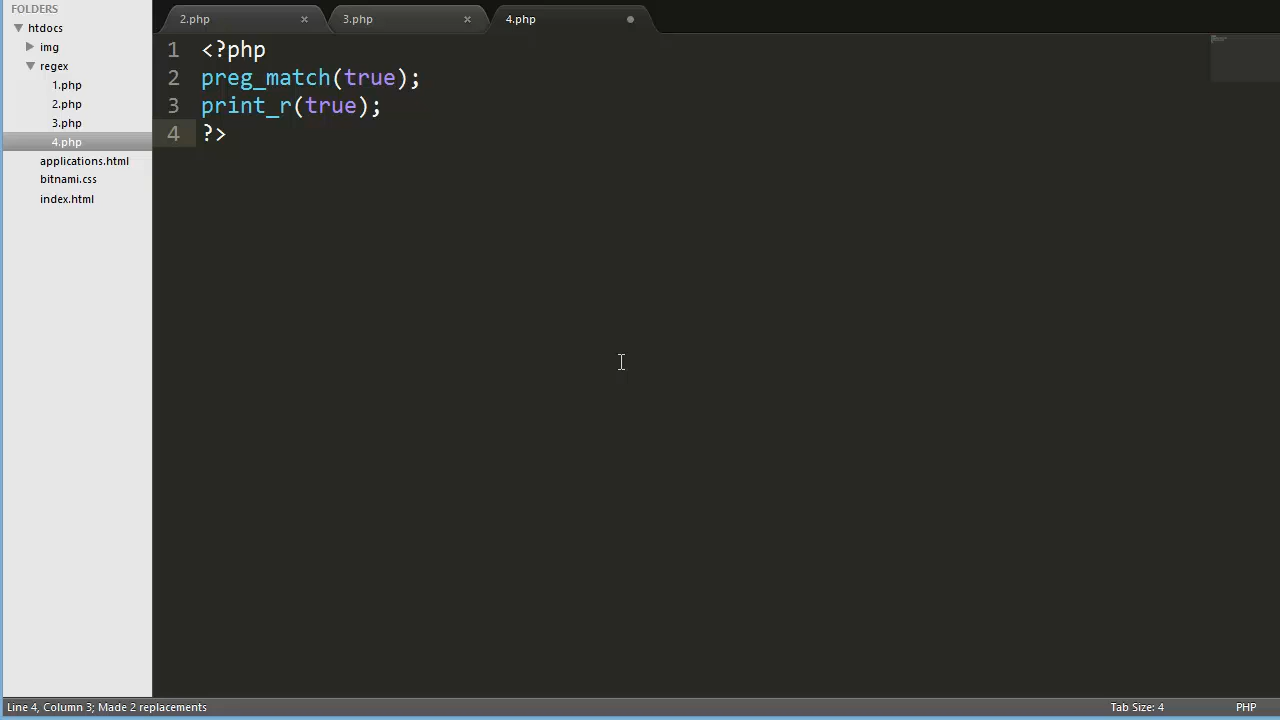 FOLDERS
htdocs
img
regex
1.php
2.php
3.php
4.php
applications.html
bitnami.css
index.html
2.php × 3.php × 4.php
1 <?php
2 preg_match(true);
3 print_r(true);
4 ?>
Line 4, Column 3; Made 2 replacements Tab Size: 4 PHP